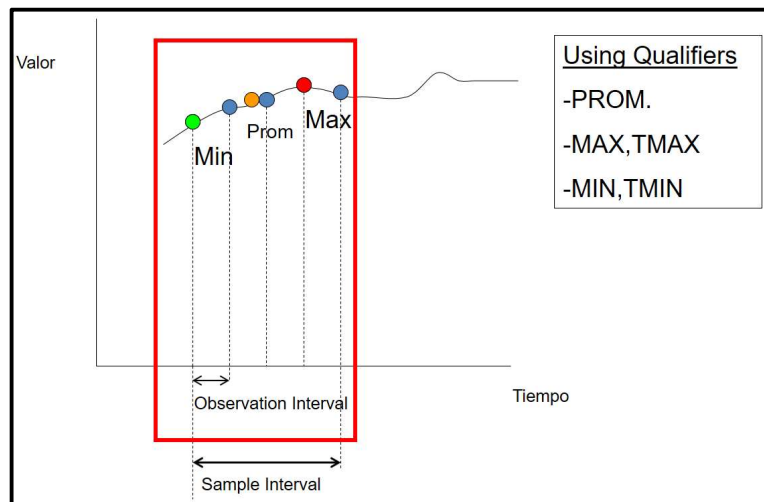 Valor
Using Qualifiers
-PROM.
-MAX,TMAX
-MIN,TMIN
Min
Prom
Max
Observation Interval
Tiempo
Sample Interval